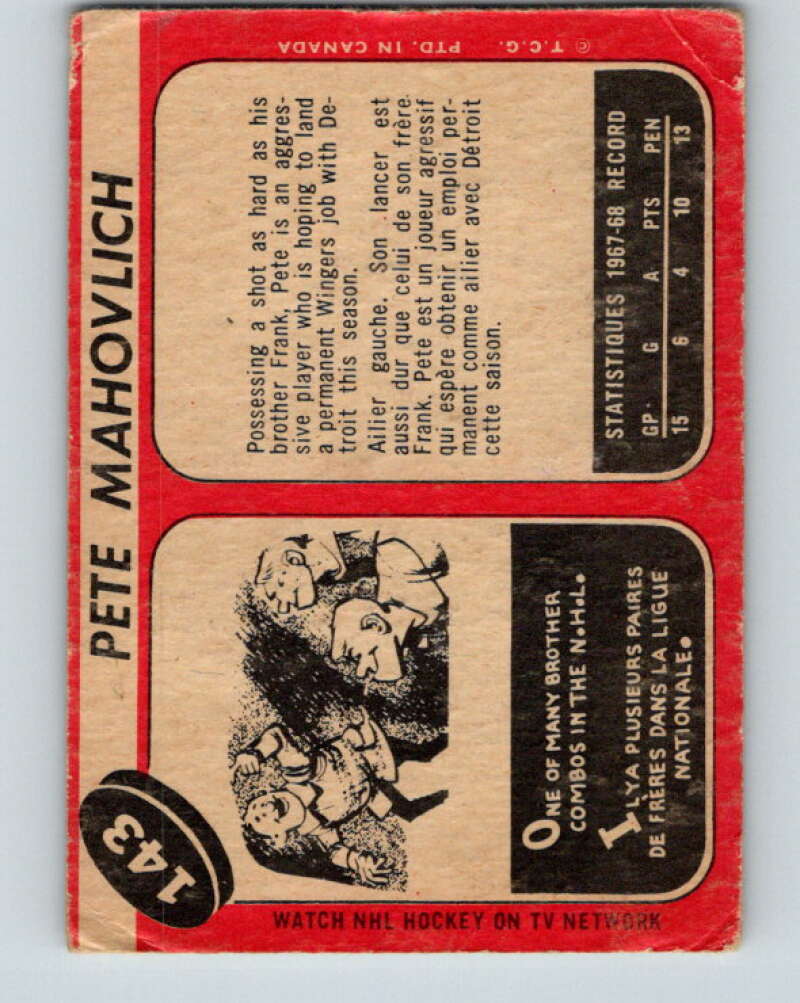 143
PETE MAHOVLICH
ONE OF MANY BROTHER
COMBOS IN THE N.H.L.
IL Y A PLUSIEURS PAIRES
DE FRÈRES DANS LA LIGUE
NATIONALE.
WATCH NHL HOCKEY ON TV NETWORK
Possessing a shot as hard as his
brother Frank, Pete is an aggres-
sive player who is hoping to land
a permanent Wingers job with De-
troit this season.
Ailier gauche. Son lancer est
aussi dur que celui de son frère
Frank. Pete est un joueur agressif
qui espère obtenir un emploi per-
manent comme ailier avec Détroit
cette saison.
STATISTIQUES 1967-68 RECORD
GP G A PTS PEN
15 6 4 10 13
© T.C.G. PTD. IN CANADA